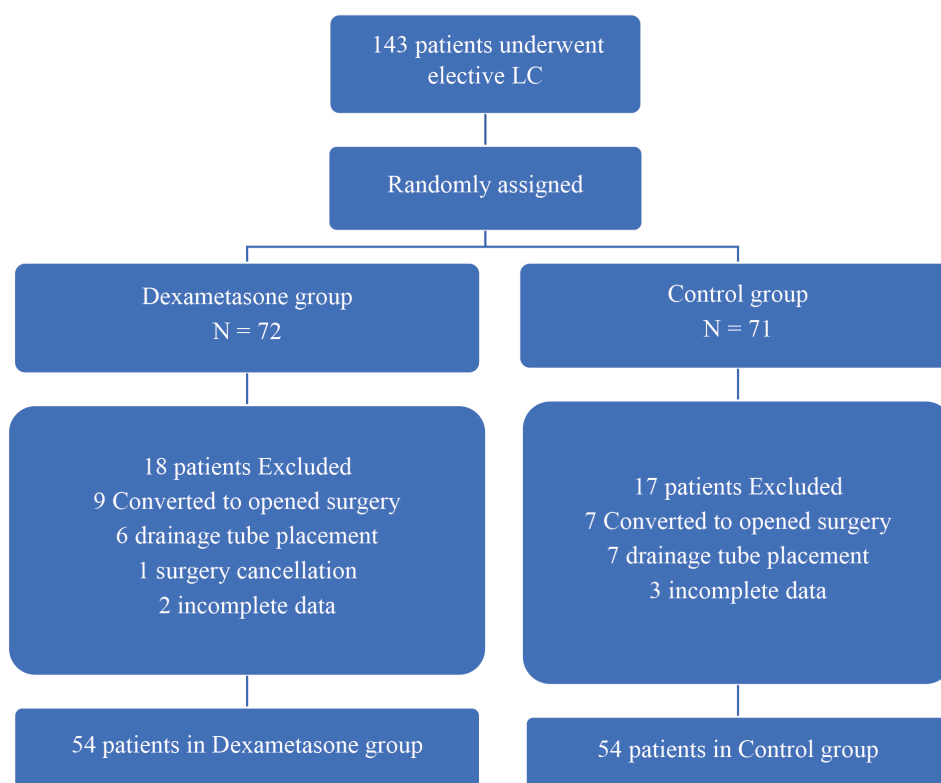 143 patients underwent
elective LC
Randomly assigned
Dexametasone group
N = 72
Control group
N = 71
18 patients Excluded
9 Converted to opened surgery
6 drainage tube placement
1 surgery cancellation
2 incomplete data
17 patients Excluded
7 Converted to opened surgery
7 drainage tube placement
3 incomplete data
54 patients in Dexametasone group
54 patients in Control group